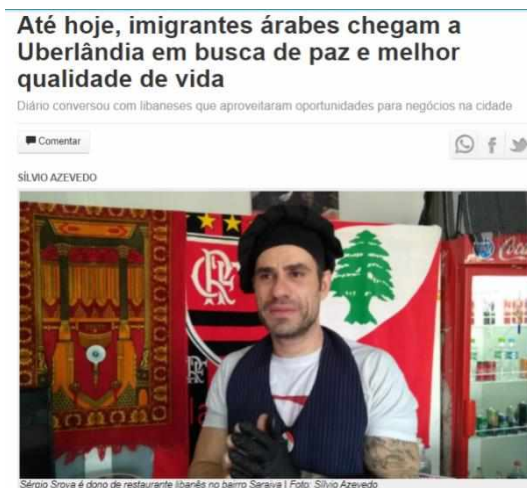 Até hoje, imigrantes árabes chegam a
Uberlândia em busca de paz e melhor
qualidade de vida
Diário conversou com libaneses que aproveitaram oportunidades para negócios na cidade
Comentar
SÍLVIO AZEVEDO
Sérgio Srova é dono de restaurante libanês no bairro Saraiva | Foto: Sílvio Azevedo